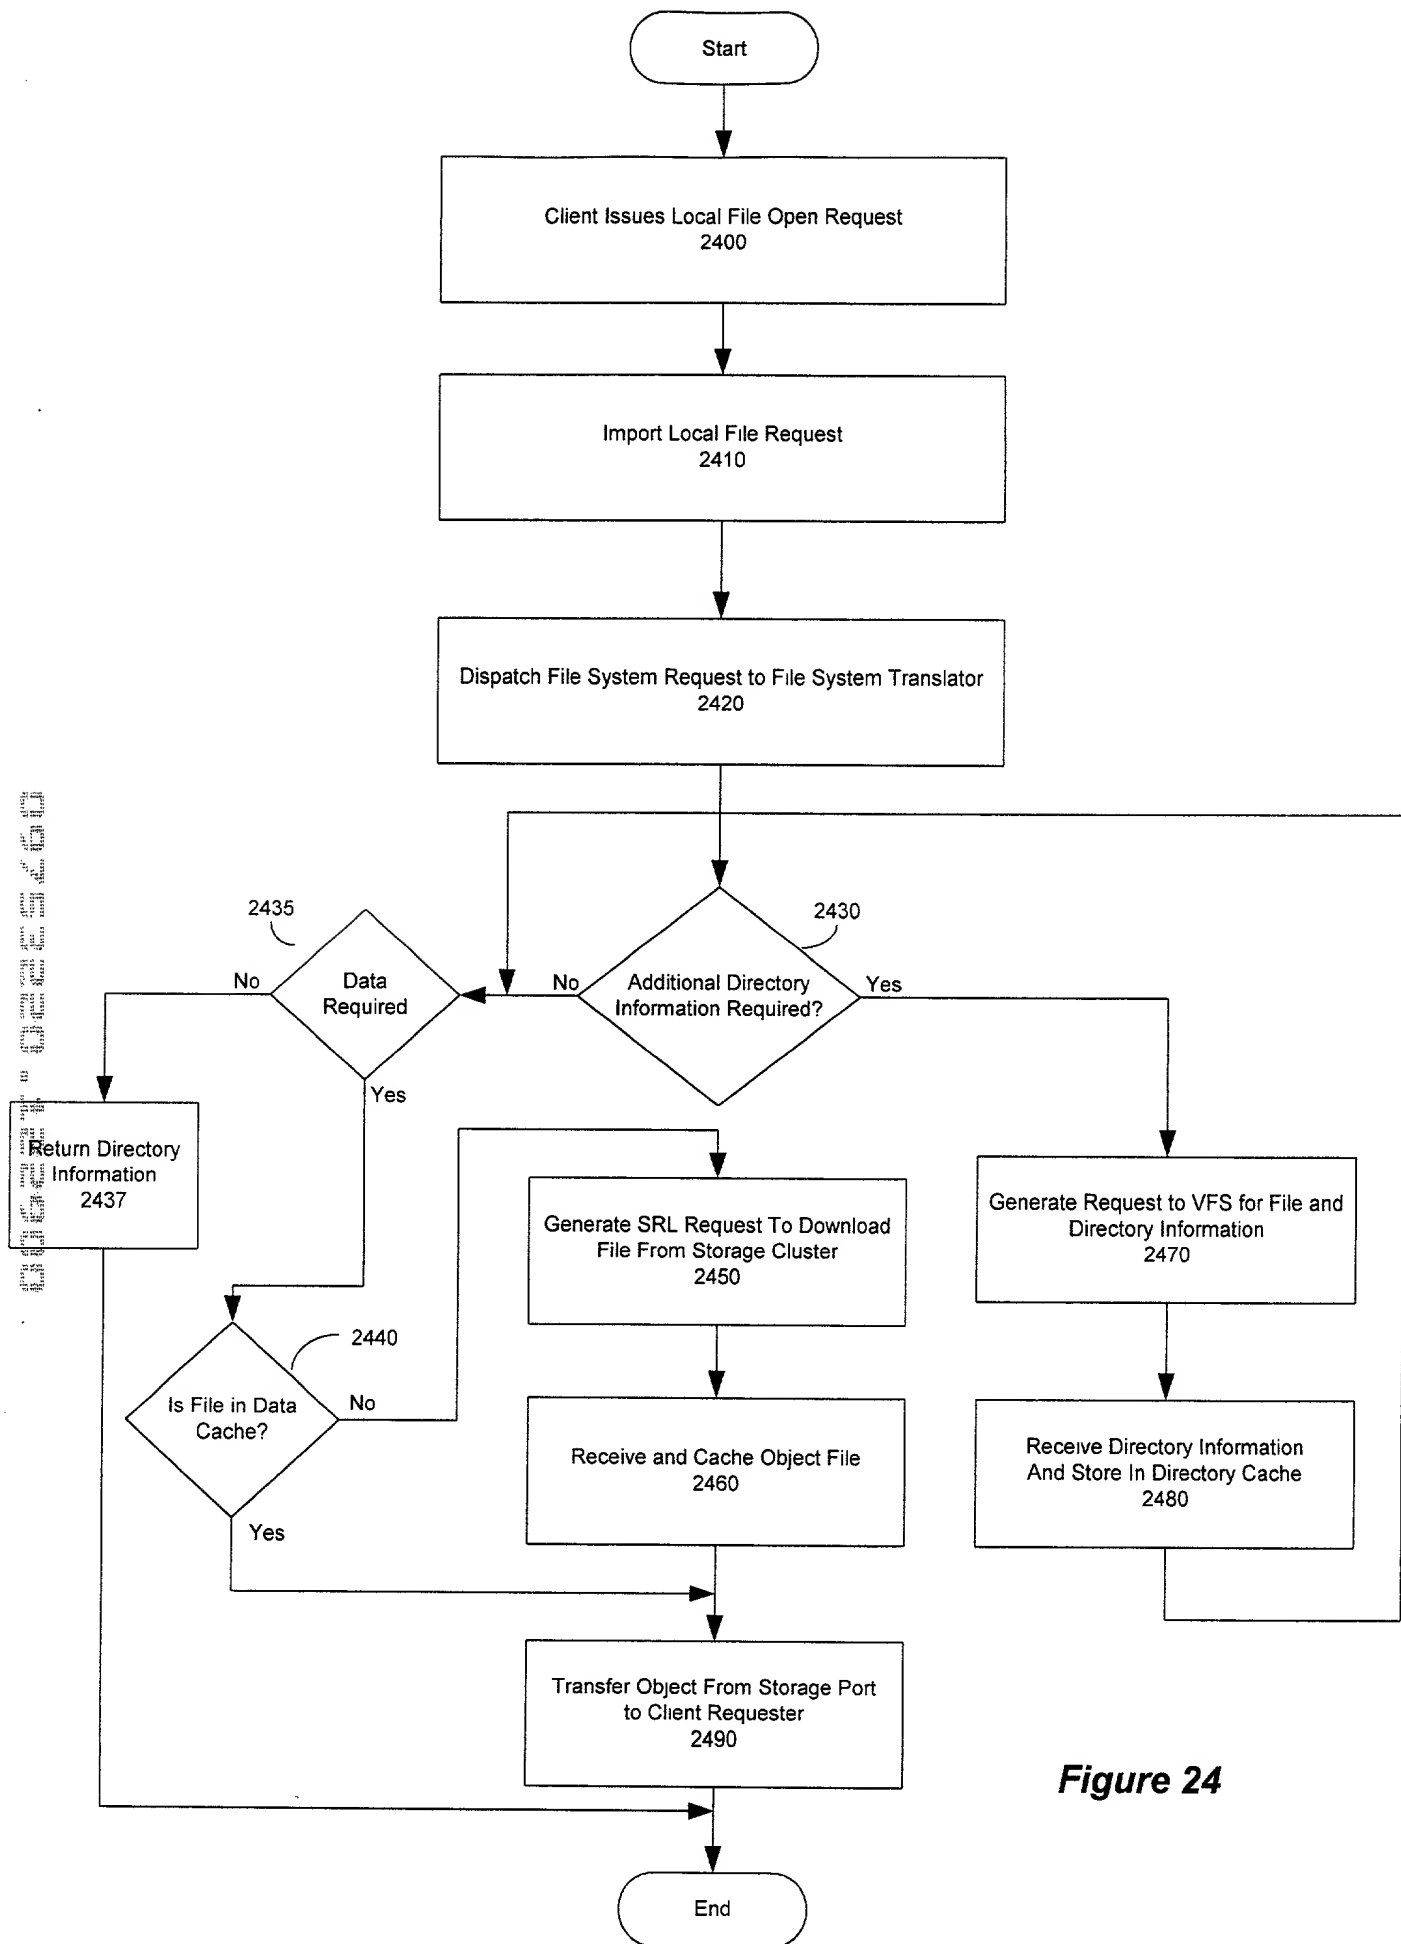 Start
Client Issues Local File Open Request
2400
Import Local File Request
2410
Dispatch File System Request to File System Translator
2420
2435
2430
No
Data
Required
No
Additional Directory
Information Required?
Yes
Yes
Return Directory
Information
2437
Generate SRL Request To Download
File From Storage Cluster
2450
Generate Request to VFS for File and
Directory Information
2470
2440
Is File in Data
Cache?
No
Yes
Receive and Cache Object File
2460
Receive Directory Information
And Store In Directory Cache
2480
Transfer Object From Storage Port
to Client Requester
2490
Figure 24
End